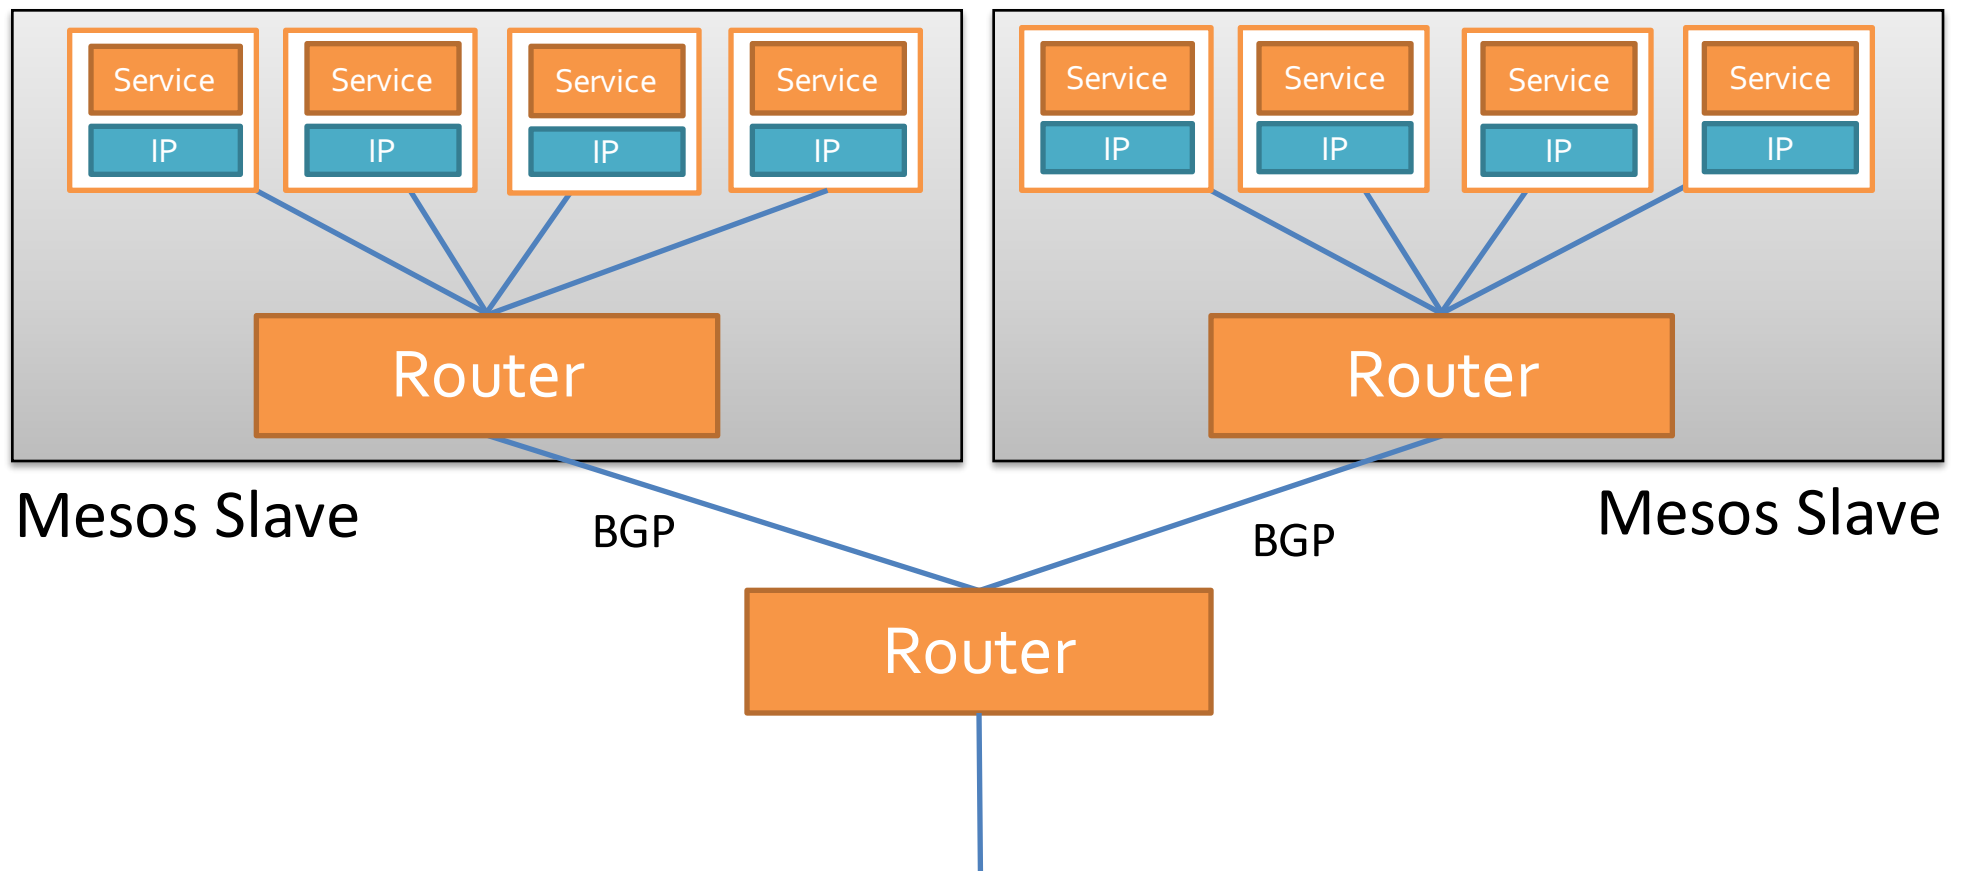 Service Service Service Service Service Service Service Service
IP IP IP IP IP IP IP IP
Router Router
Mesos Slave Mesos Slave
BGP BGP
Router